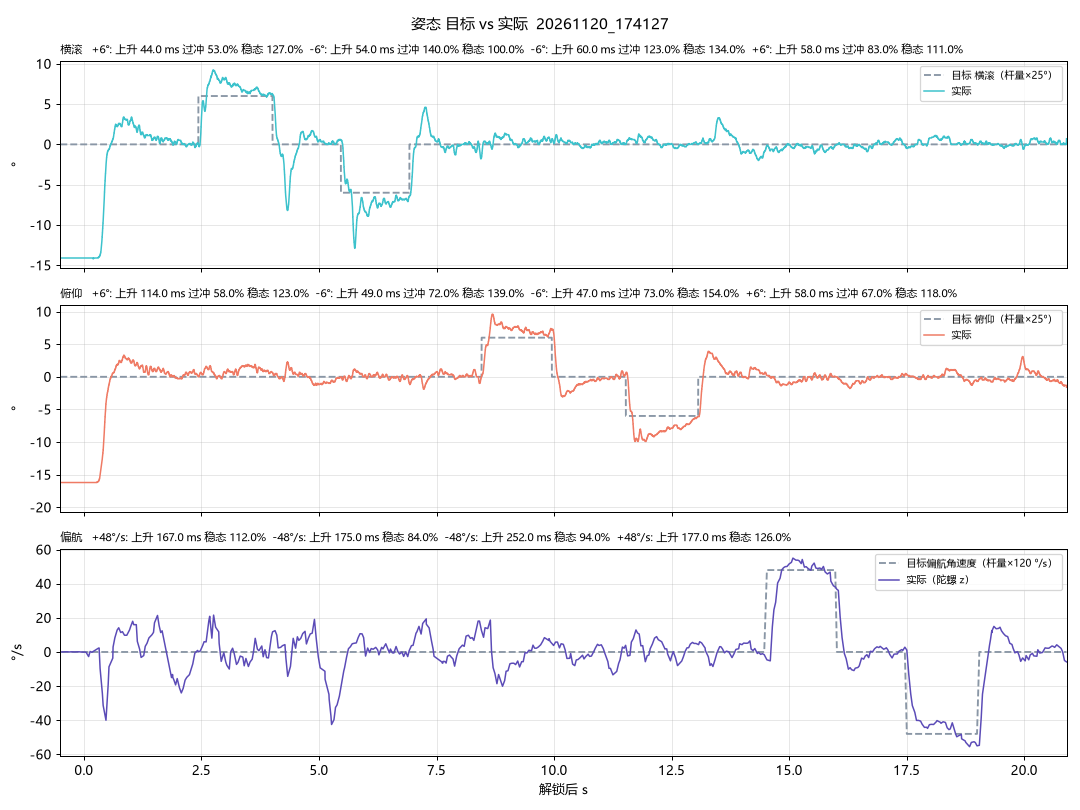 姿态 目标 vs 实际 20261120_174127
横滚 +6°: 上升 44.0 ms 过冲 53.0% 稳态 127.0% -6°: 上升 54.0 ms 过冲 140.0% 稳态 100.0% -6°: 上升 60.0 ms 过冲 123.0% 稳态 134.0% +6°: 上升 58.0 ms 过冲 83.0% 稳态 111.0%
10
5
0
-5
-10
-15
°
目标 横滚（杆量×25°）
实际
俯仰 +6°: 上升 114.0 ms 过冲 58.0% 稳态 123.0% -6°: 上升 49.0 ms 过冲 72.0% 稳态 139.0% -6°: 上升 47.0 ms 过冲 73.0% 稳态 154.0% +6°: 上升 58.0 ms 过冲 67.0% 稳态 118.0%
10
5
0
-5
-10
-15
-20
°
目标 俯仰（杆量×25°）
实际
偏航 +48°/s: 上升 167.0 ms 稳态 112.0% -48°/s: 上升 175.0 ms 稳态 84.0% -48°/s: 上升 252.0 ms 稳态 94.0% +48°/s: 上升 177.0 ms 稳态 126.0%
60
40
20
0
-20
-40
-60
°/s
目标偏航角速度（杆量×120 °/s）
实际（陀螺 z）
0.0 2.5 5.0 7.5 10.0 12.5 15.0 17.5 20.0
解锁后 s